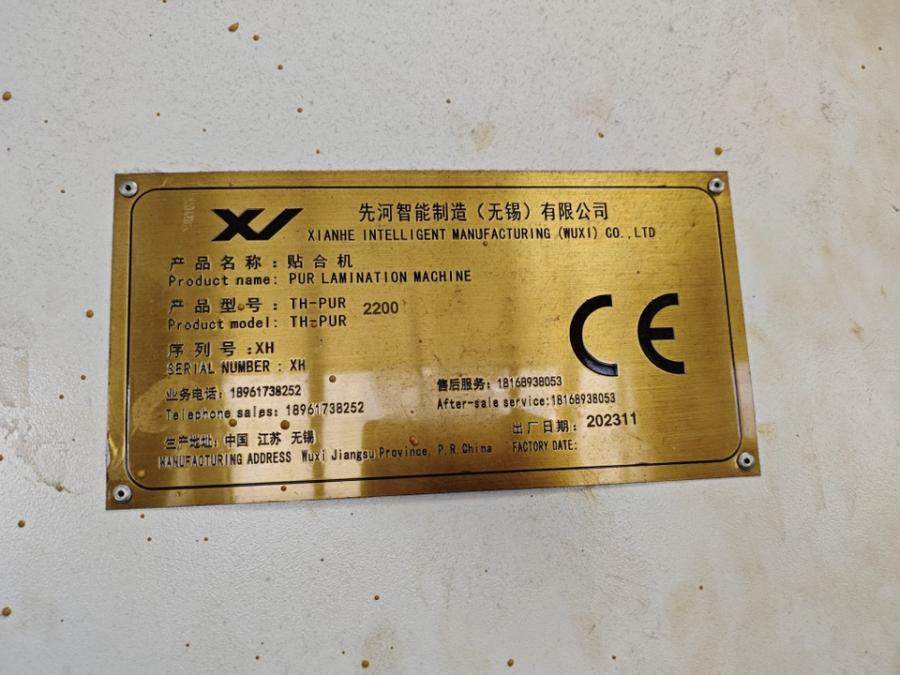 先河智能制造（无锡）有限公司
XIANHE INTELLIGENT MANUFACTURING (WUXI) CO.,LTD
产品名称：贴合机
Product name: PUR LAMINATION MACHINE
产品型号：TH-PUR 2200
Product model: TH-PUR
序列号:XH
SERIAL NUMBER : XH
业务电话：18961738252
Telephone sales: 18961738252
售后服务：18168938053
After-sale service:18168938053
生产地址：中国 江苏 无锡
MANUFACTURING ADDRESS Wuxi Jiangsu Province, P.R.China
出厂日期：202311
FACTORY DATE:
CE